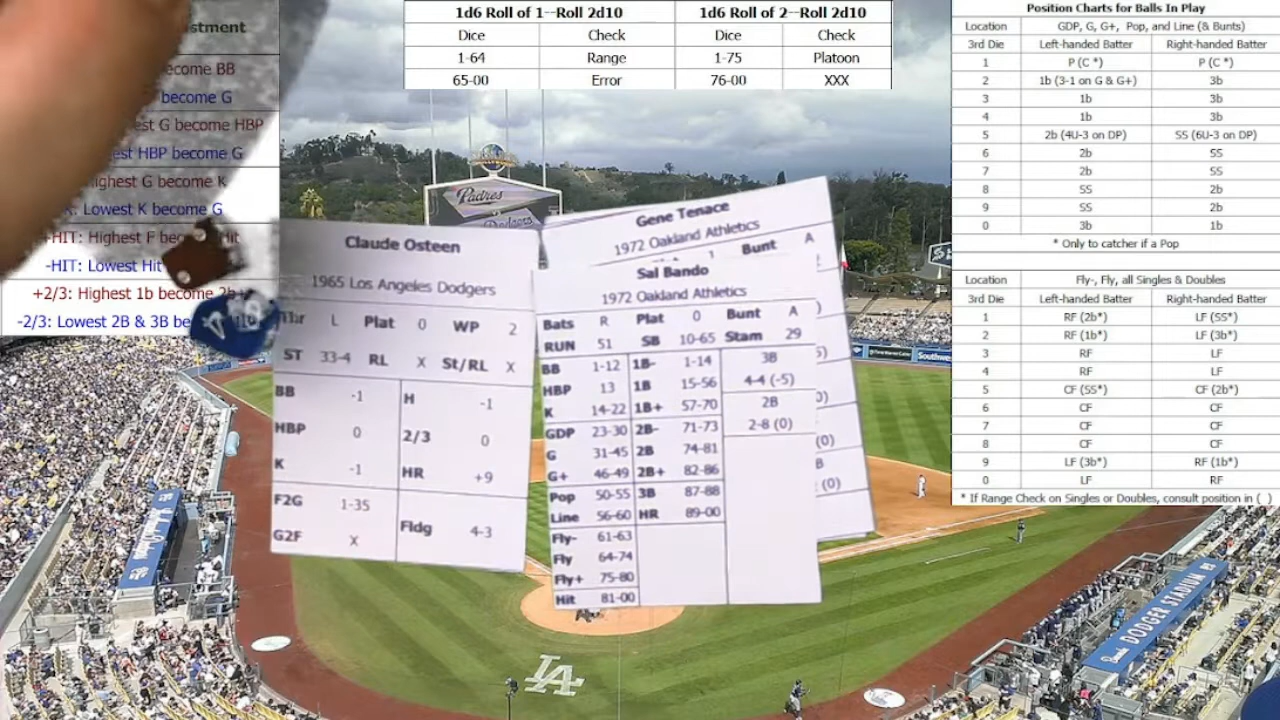 stment
ecome BB
become G
est G become HBP
est HBP become G
ighest G become K
K: Lowest K become G
+HIT: Highest F become Hit
-HIT: Lowest Hit
+2/3: Highest 1b become 2b
-2/3: Lowest 2B & 3B be
1d6 Roll of 1--Roll 2d10 1d6 Roll of 2--Roll 2d10
Dice Check Dice Check
1-64 Range 1-75 Platoon
65-00 Error 76-00 XXX
Padres
Dodgers
Claude Osteen
1965 Los Angeles Dodgers
Thr L Plat 0 WP 2
ST 33-4 RL X St/RL X
BB -1 H -1
HBP 0 2/3 0
K -1 HR +9
F2G 1-35 Fldg 4-3
G2F X
Gene Tenace
1972 Oakland Athletics
Bunt A
Sal Bando
1972 Oakland Athletics
Bats R Plat 0 Bunt A
RUN 51 SB 10-65 Stam 29
BB 1-12 1B- 1-14 3B
HBP 13 1B 15-56 4-4 (-5)
K 14-22 1B+ 57-70 2B
GDP 23-30 2B- 71-73 2-8 (0)
G 31-45 2B 74-81
G+ 46-49 2B+ 82-86
Pop 50-55 3B 87-88
Line 56-60 HR 89-00
Fly- 61-63
Fly 64-74
Fly+ 75-80
Hit 81-00
Position Charts for Balls In Play
Location GDP, G, G+, Pop, and Line (& Bunts)
3rd Die Left-handed Batter Right-handed Batter
1 P (C *) P (C *)
2 1b (3-1 on G & G+) 3b
3 1b 3b
4 1b 3b
5 2b (4U-3 on DP) SS (6U-3 on DP)
6 2b SS
7 2b SS
8 SS 2b
9 SS 2b
0 3b 1b
* Only to catcher if a Pop
Location Fly-, Fly, all Singles & Doubles
3rd Die Left-handed Batter Right-handed Batter
1 RF (2b*) LF (SS*)
2 RF (1b*) LF (3b*)
3 RF LF
4 RF LF
5 CF (SS*) CF (2b*)
6 CF CF
7 CF CF
8 CF CF
9 LF (3b*) RF (1b*)
0 LF RF
* If Range Check on Singles or Doubles, consult position in ( )
Southwes
DODGER STADIUM
LA